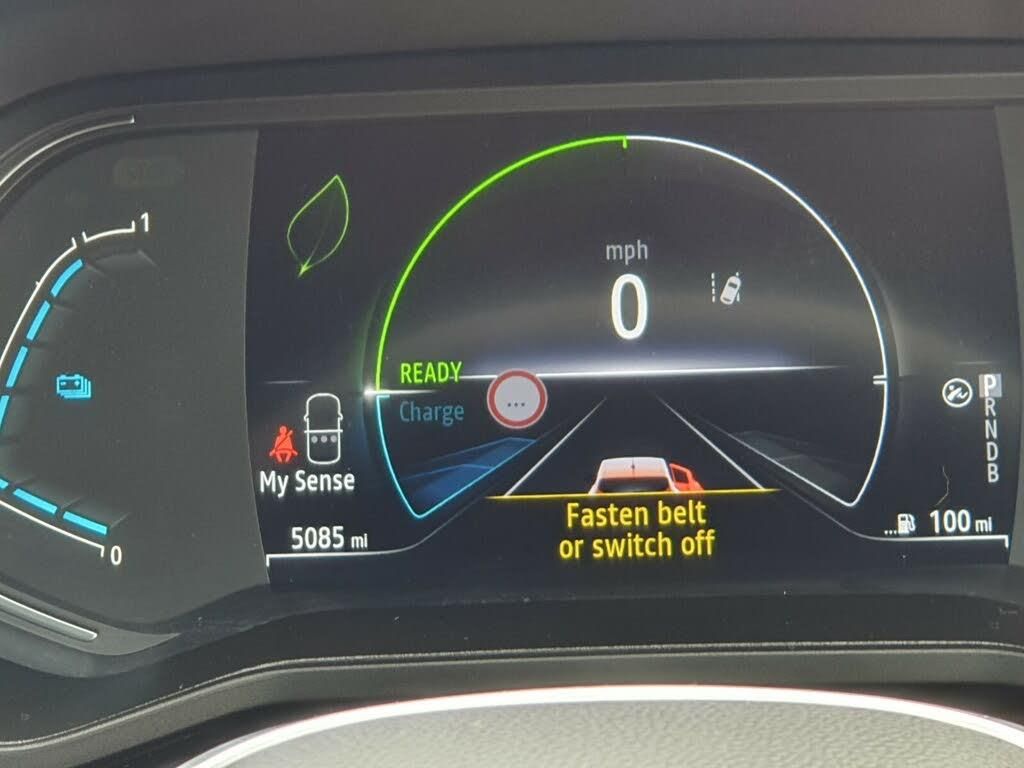 1
mph
0
READY
Charge
...
My Sense
P
R
N
D
B
Fasten belt
or switch off
5085 mi
...
100 mi
0